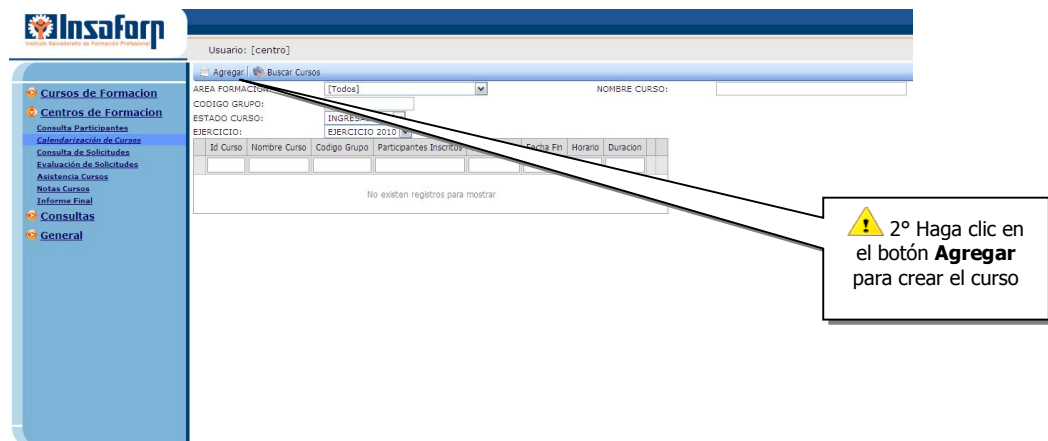 Insaforp
Instituto Salvadoreño de Formación Profesional
Usuario: [centro]
Agregar Buscar Cursos
AREA FORMACION: [Todos] NOMBRE CURSO:
CODIGO GRUPO:
ESTADO CURSO:
EJERCICIO: EJERCICIO 2010
Id Curso Nombre Curso Codigo Grupo Participantes Inscritos Fecha Fin Horario Duracion
No existen registros para mostrar
Cursos de Formacion
Centros de Formacion
Consulta Participantes
Calendarización de Cursos
Consulta de Solicitudes
Evaluación de Solicitudes
Asistencia Cursos
Notas Cursos
Informe Final
Consultas
General
2° Haga clic en
el botón Agregar
para crear el curso